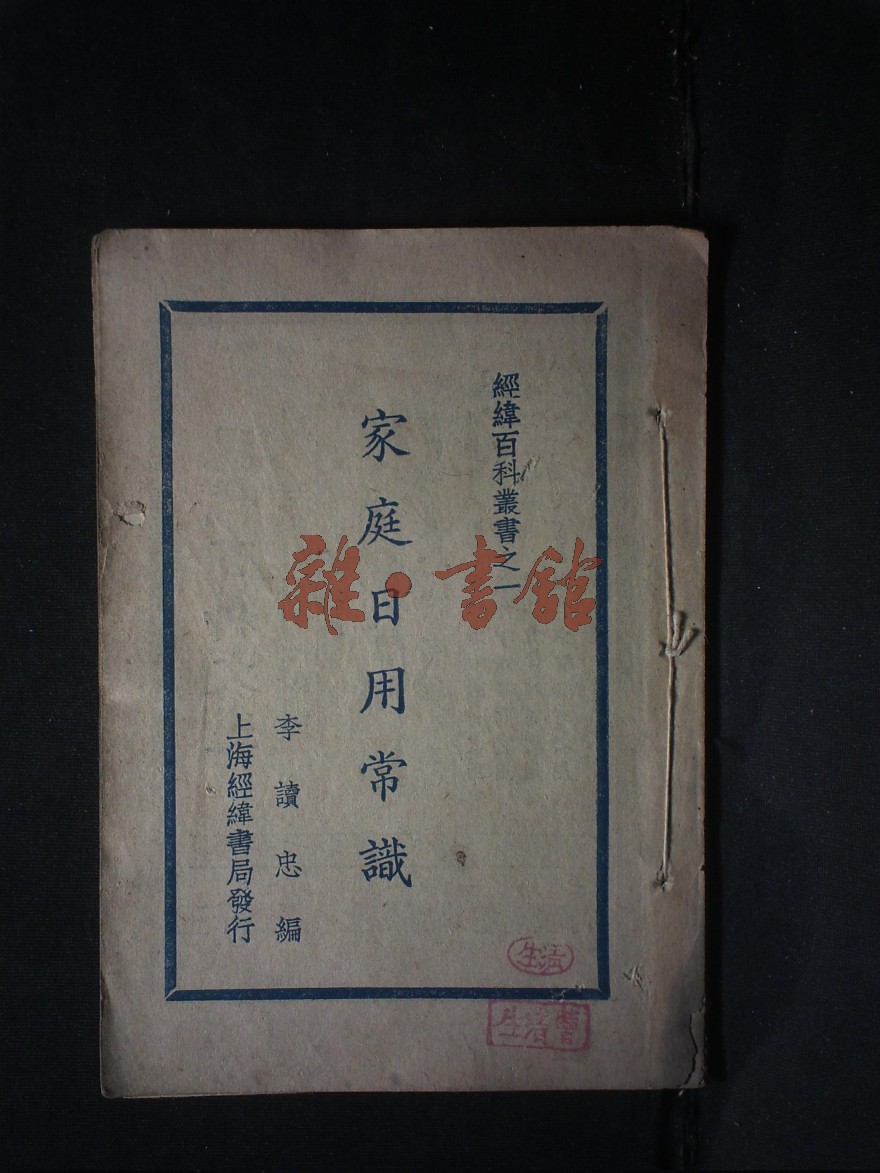 經緯百科叢書之一
家庭日用常識
李讀忠編
上海經緯書局發行
雜·書館
生活